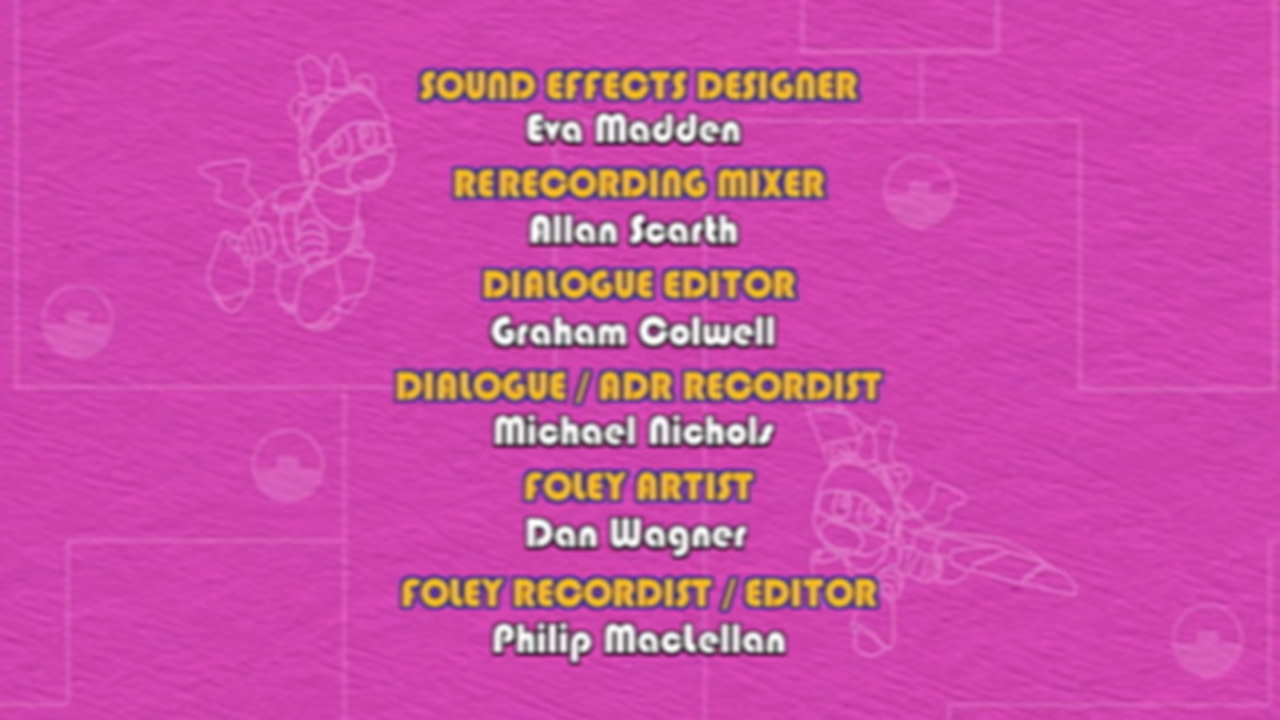 SOUND EFFECTS DESIGNER
Eva Madden
RERECORDING MIXER
Allan Scarth
DIALOGUE EDITOR
Graham Colwell
DIALOGUE / ADR RECORDIST
Michael Nichols
FOLEY ARTIST
Dan Wagner
FOLEY RECORDIST / EDITOR
Philip MacLellan